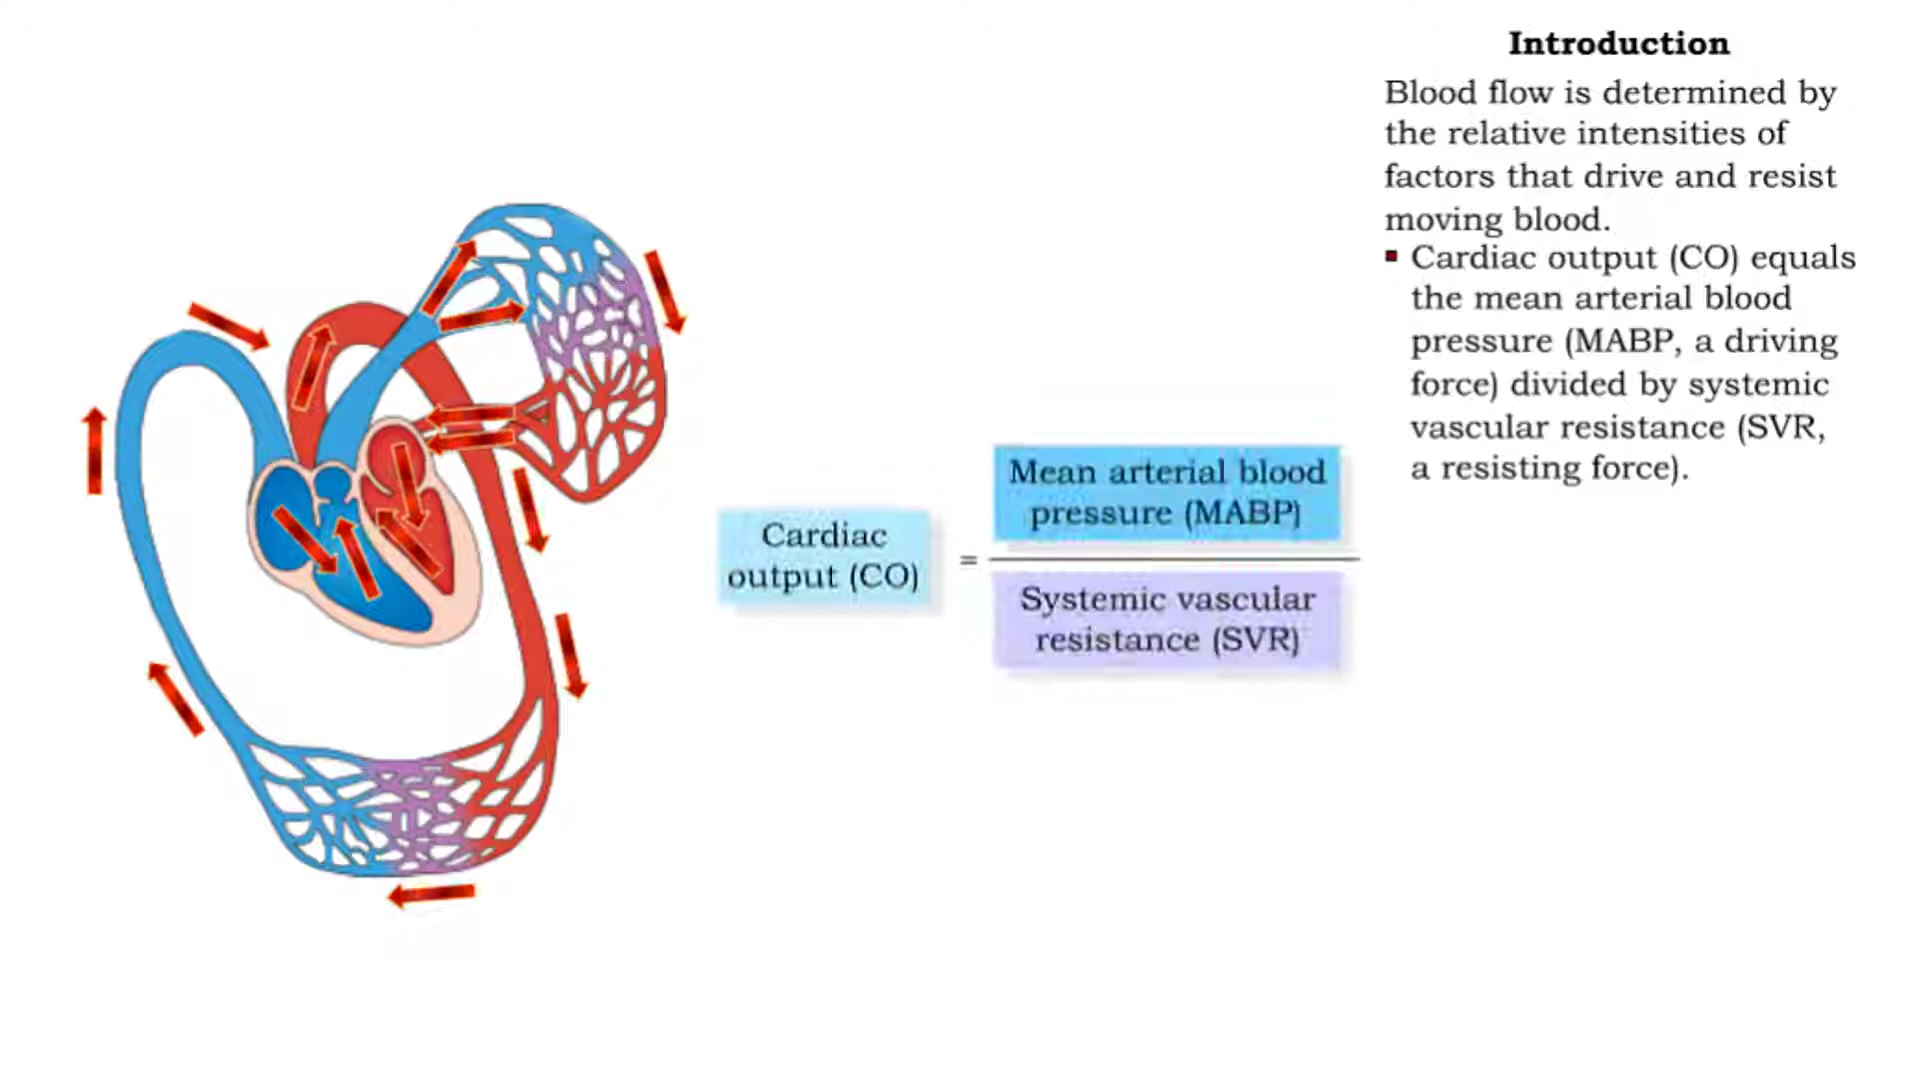 Introduction
Blood flow is determined by
the relative intensities of
factors that drive and resist
moving blood.
▪ Cardiac output (CO) equals
the mean arterial blood
pressure (MABP, a driving
force) divided by systemic
vascular resistance (SVR,
a resisting force).
Cardiac
output (CO)
=
Mean arterial blood
pressure (MABP)
Systemic vascular
resistance (SVR)